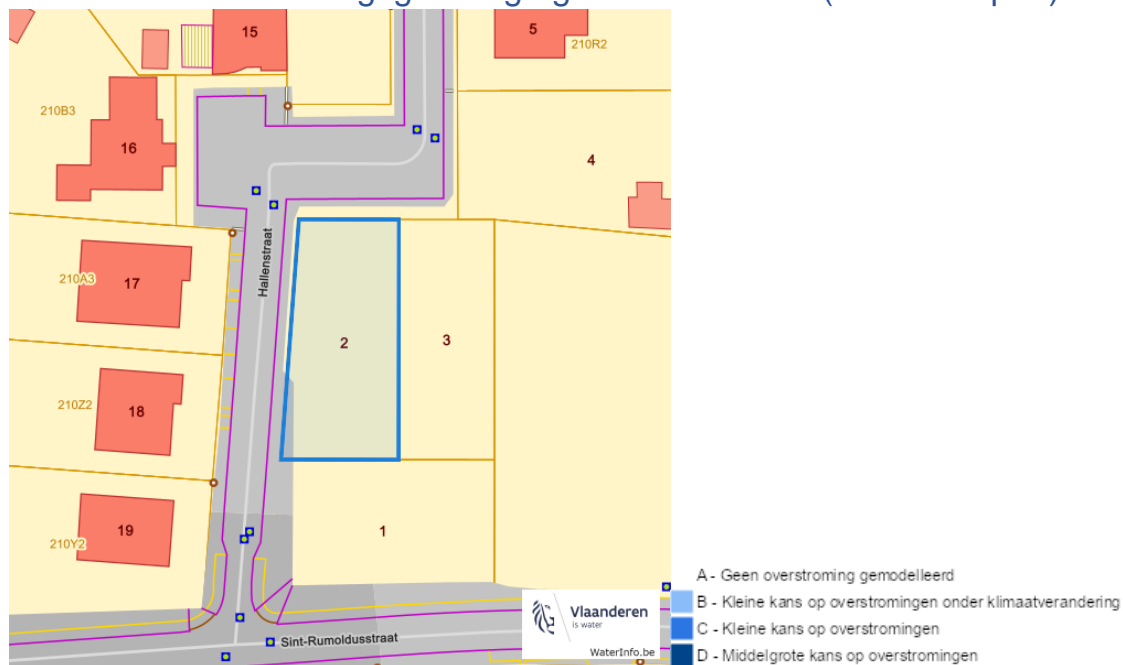 15
5
210R2
210B3
16
4
Hallenstraat
210A3
17
2
3
210Z2
18
19
1
210Y2
A - Geen overstroming gemodelleerd
B - Kleine kans op overstromingen onder klimaatverandering
Vlaanderen
is water
C - Kleine kans op overstromingen
Sint-Rumoldusstraat
WaterInfo.be
D - Middelgrote kans op overstromingen